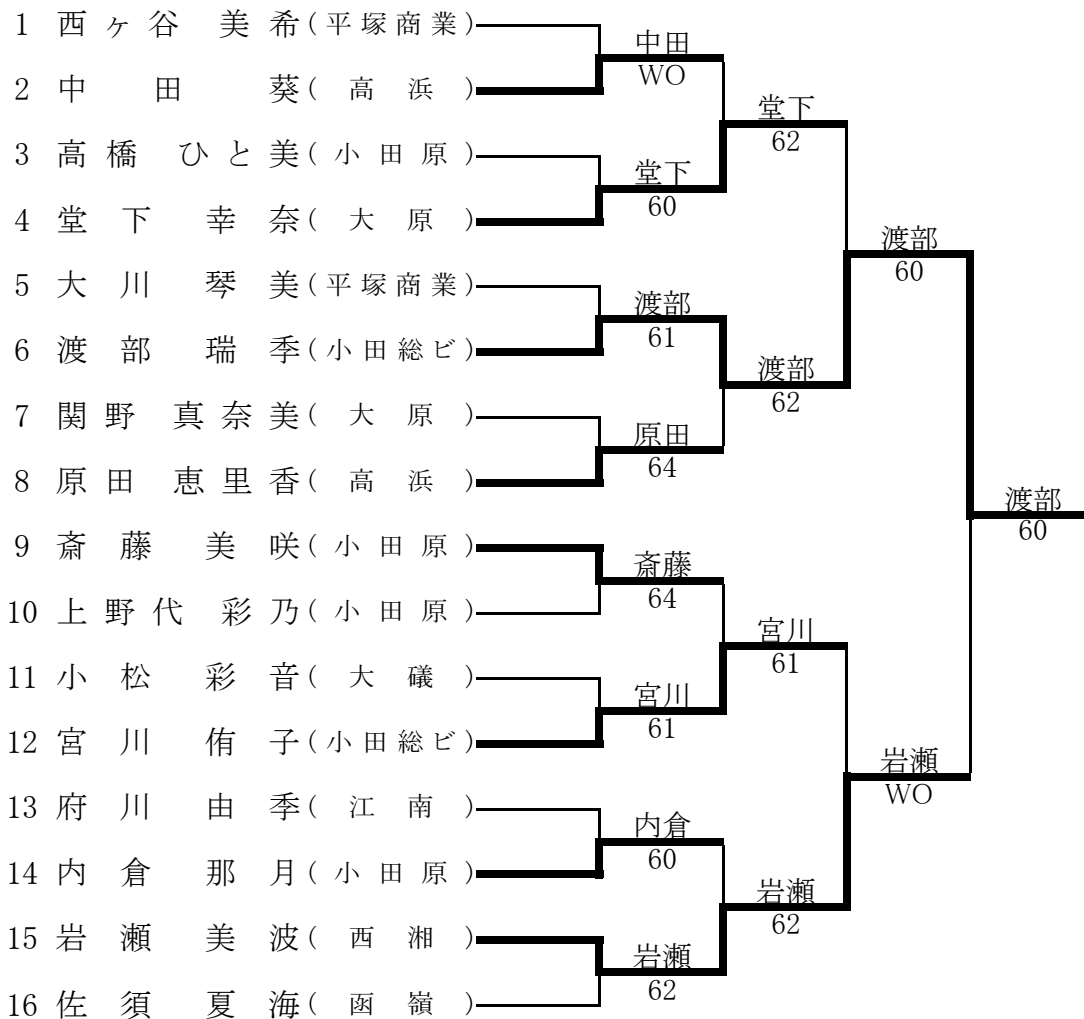 1 西ヶ谷 美希(平塚商業)
2 中田 葵(高浜)
3 高橋 ひと美(小田原)
4 堂下 幸奈(大原)
5 大川 琴美(平塚商業)
6 渡部 瑞季(小田総ビ)
7 関野 真奈美(大原)
8 原田 恵里香(高浜)
9 斎藤 美咲(小田原)
10 上野代 彩乃(小田原)
11 小松 彩音(大磯)
12 宮川 侑子(小田総ビ)
13 府川 由季(江南)
14 内倉 那月(小田原)
15 岩瀬 美波(西湘)
16 佐須 夏海(函嶺)
中田
WO
堂下
60
渡部
61
原田
64
斎藤
64
宮川
61
内倉
60
岩瀬
62
堂下
62
渡部
62
宮川
61
岩瀬
62
渡部
60
岩瀬
WO
渡部
60